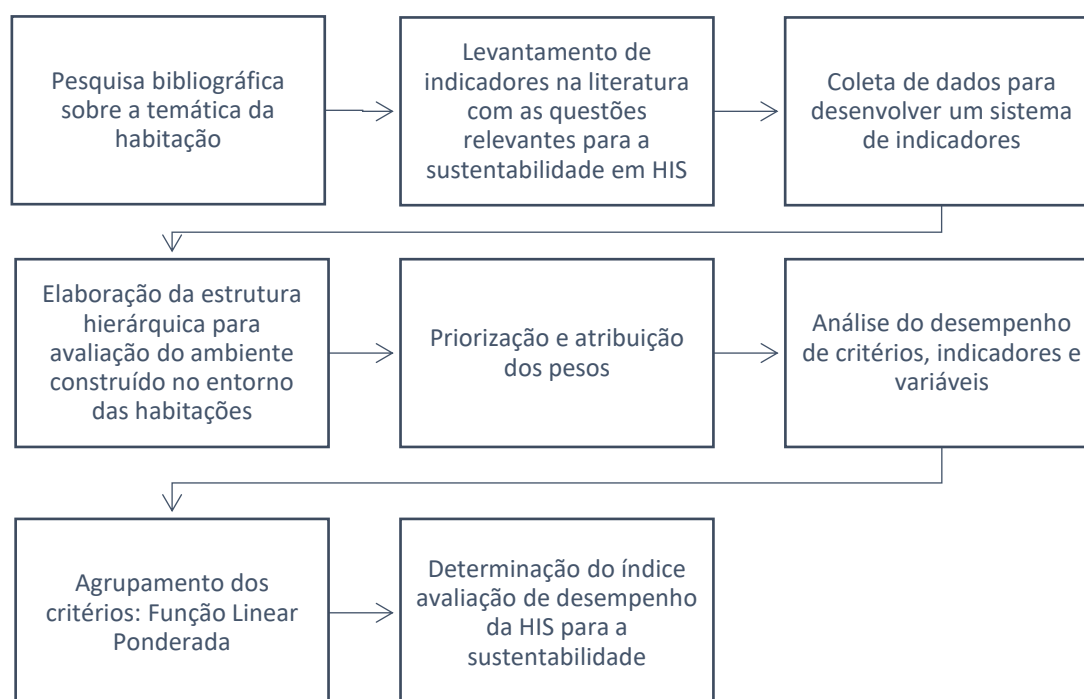 Pesquisa bibliográfica
sobre a temática da
habitação
Levantamento de
indicadores na literatura
com as questões
relevantes para a
sustentabilidade em HIS
Coleta de dados para
desenvolver um sistema
de indicadores
Elaboração da estrutura
hierárquica para
avaliação do ambiente
construído no entorno
das habitações
Priorização e atribuição
dos pesos
Análise do desempenho
de critérios, indicadores e
variáveis
Agrupamento dos
critérios: Função Linear
Ponderada
Determinação do índice
avaliação de desempenho
da HIS para a
sustentabilidade